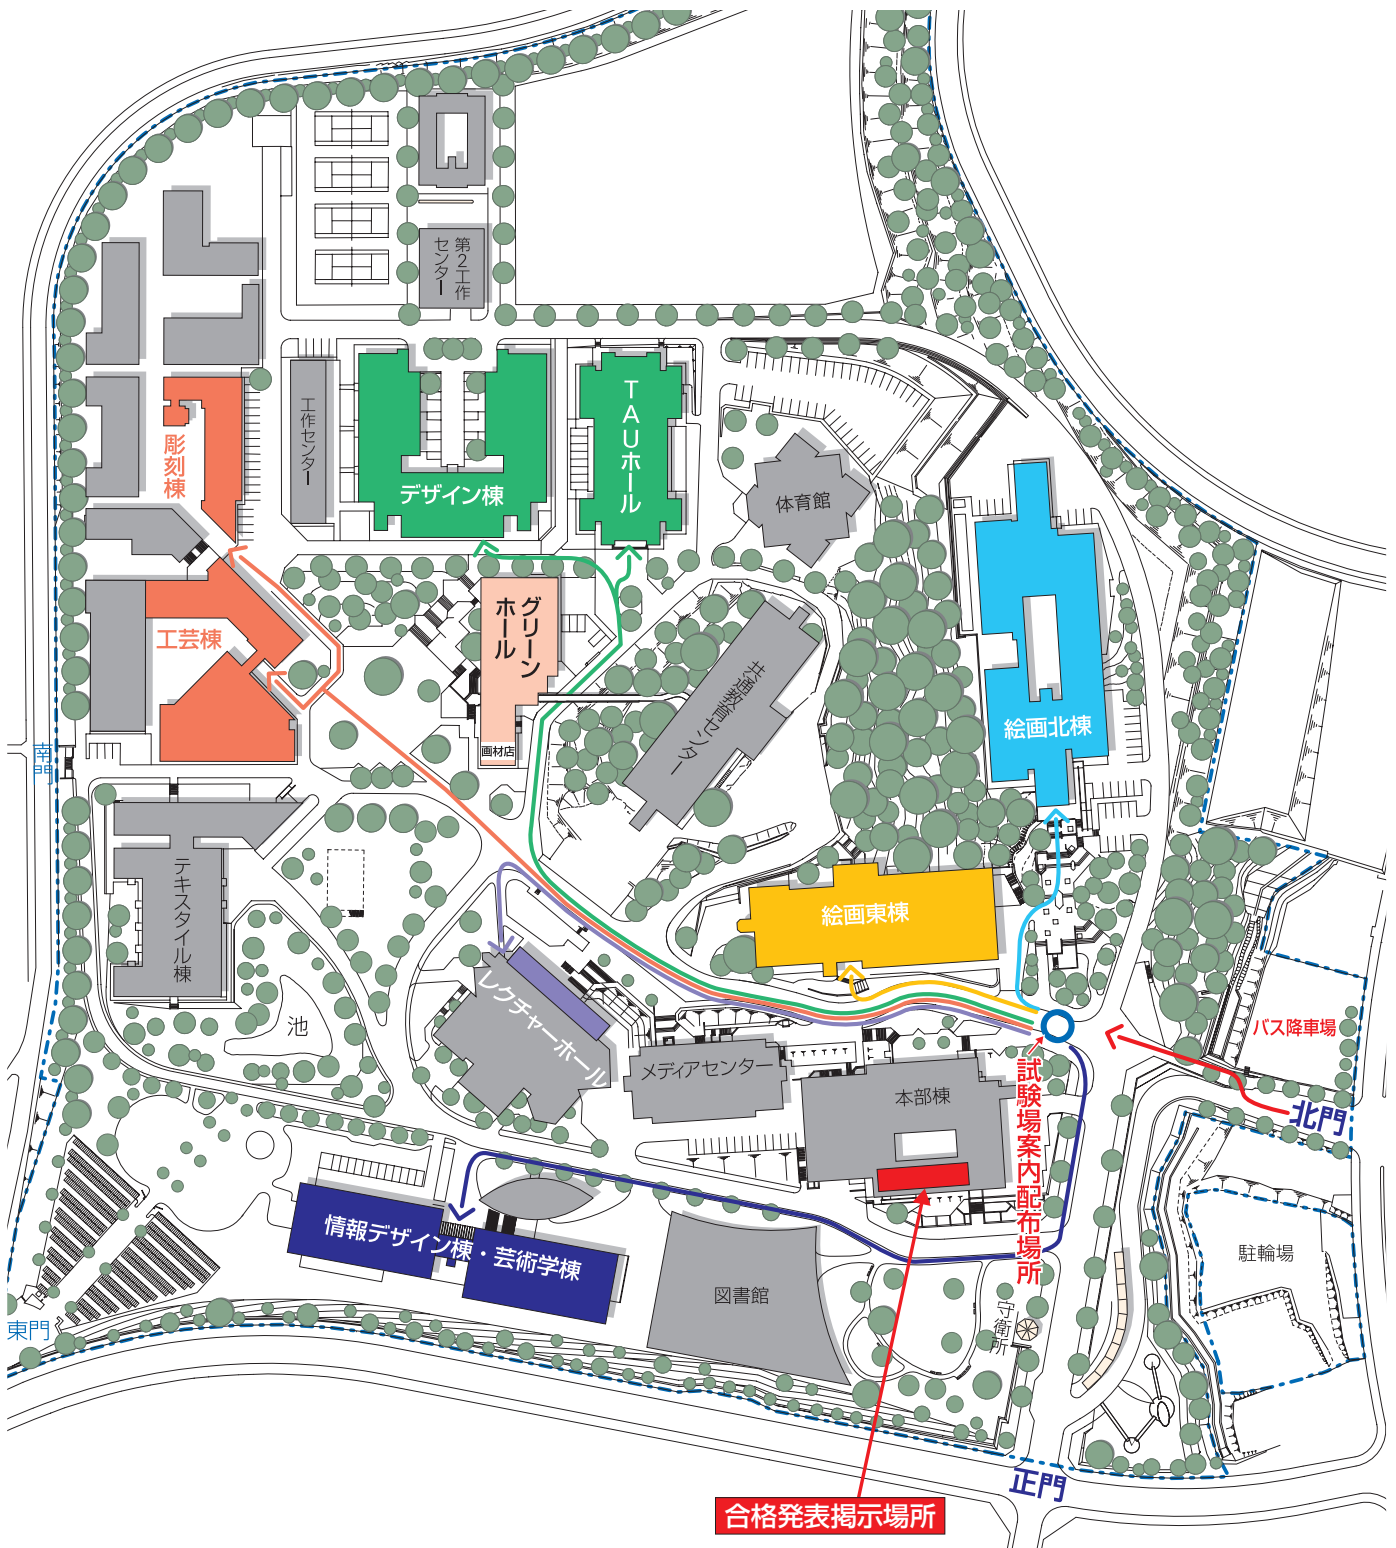 第2工作
センター
工作センター
デザイン棟
TAUホール
体育館
彫刻棟
工芸棟
グリーン
ホール
画材店
共通教育センター
絵画北棟
南門
テキスタイル棟
絵画東棟
池
レクチャーホール
メディアセンター
本部棟
試験場案内配布場所
バス降車場
北門
情報デザイン棟・芸術学棟
図書館
駐輪場
守衛所
東門
正門
合格発表掲示場所